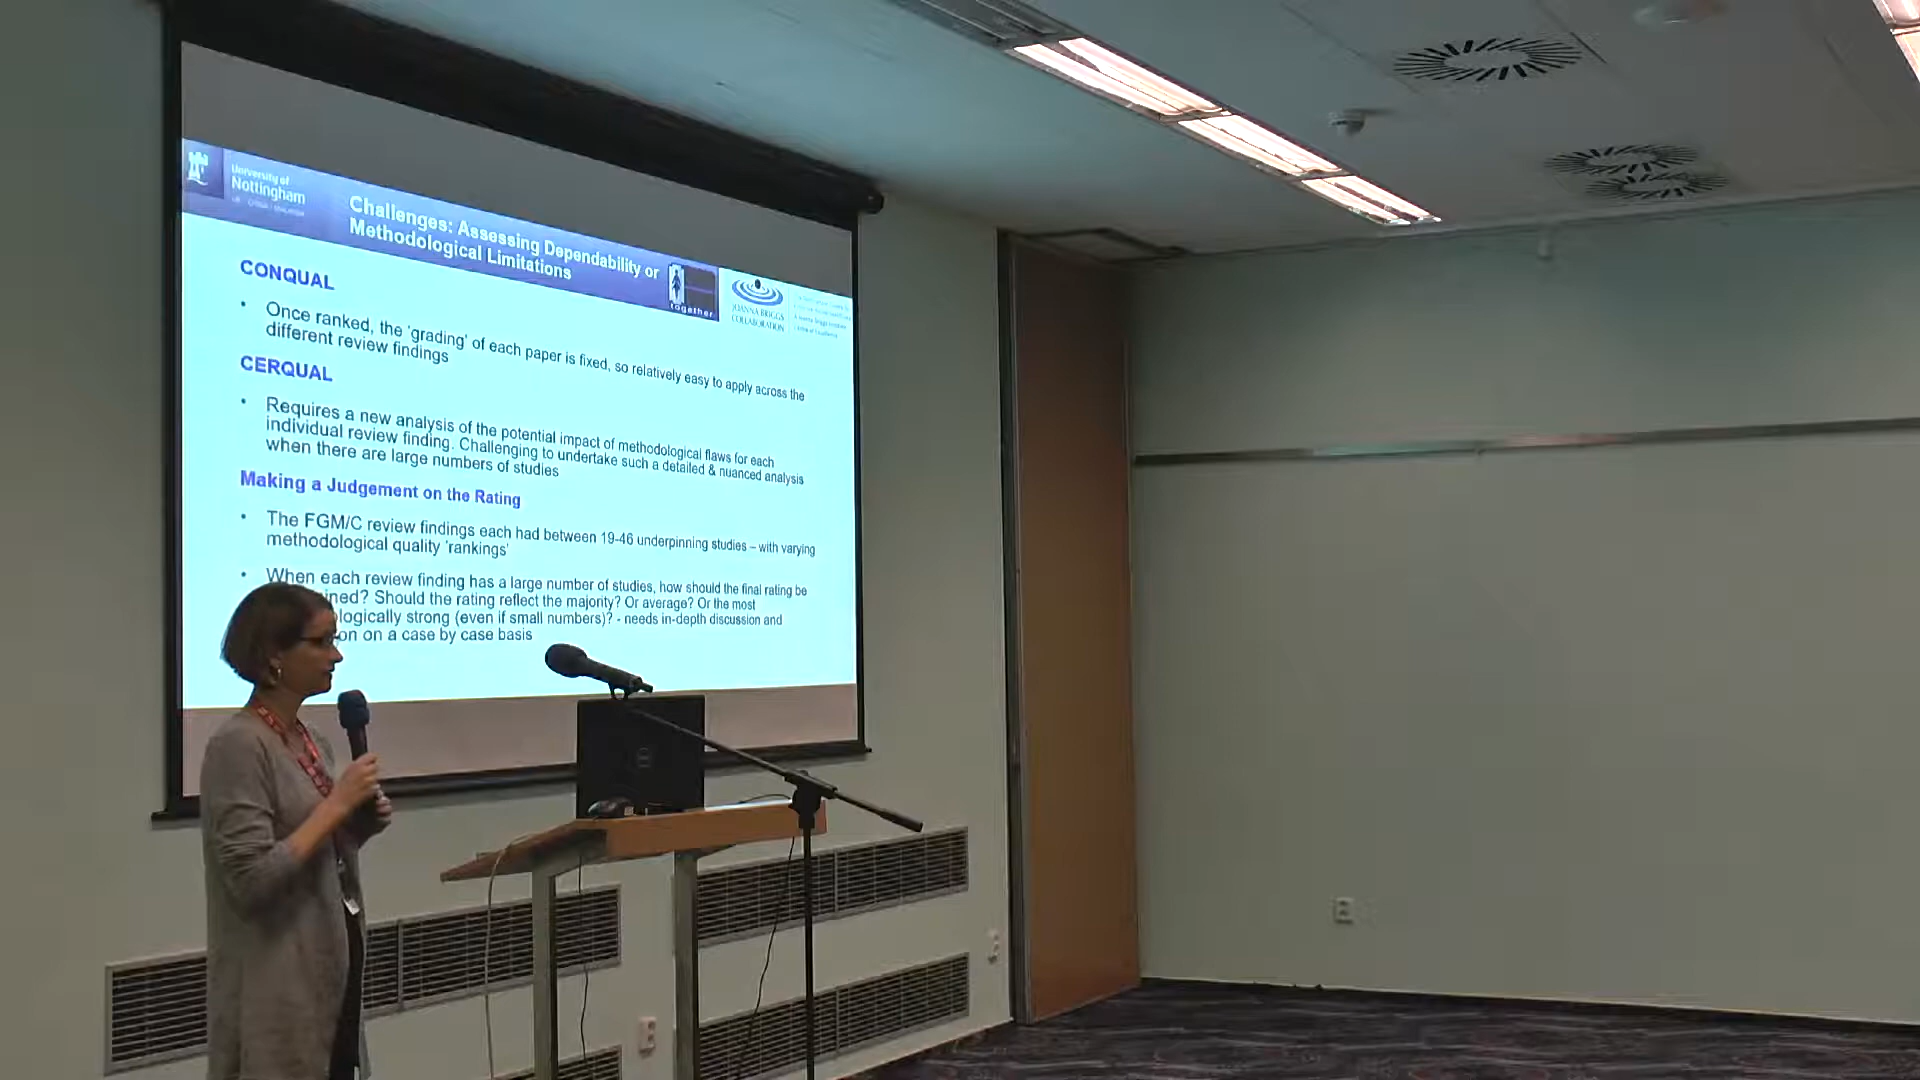 University of
Nottingham
UK | CHINA | MALAYSIA
Challenges: Assessing Dependability or
Methodological Limitations
together
JOANNA BRIGGS
COLLABORATION
CONQUAL
• Once ranked, the 'grading' of each paper is fixed, so relatively easy to apply across the
different review findings
CERQUAL
• Requires a new analysis of the potential impact of methodological flaws for each
individual review finding. Challenging to undertake such a detailed & nuanced analysis
when there are large numbers of studies
Making a Judgement on the Rating
• The FGM/C review findings each had between 19-46 underpinning studies – with varying
methodological quality 'rankings'
• When each review finding has a large number of studies, how should the final rating be
ined? Should the rating reflect the majority? Or average? Or the most
logically strong (even if small numbers)? - needs in-depth discussion and
on on a case by case basis